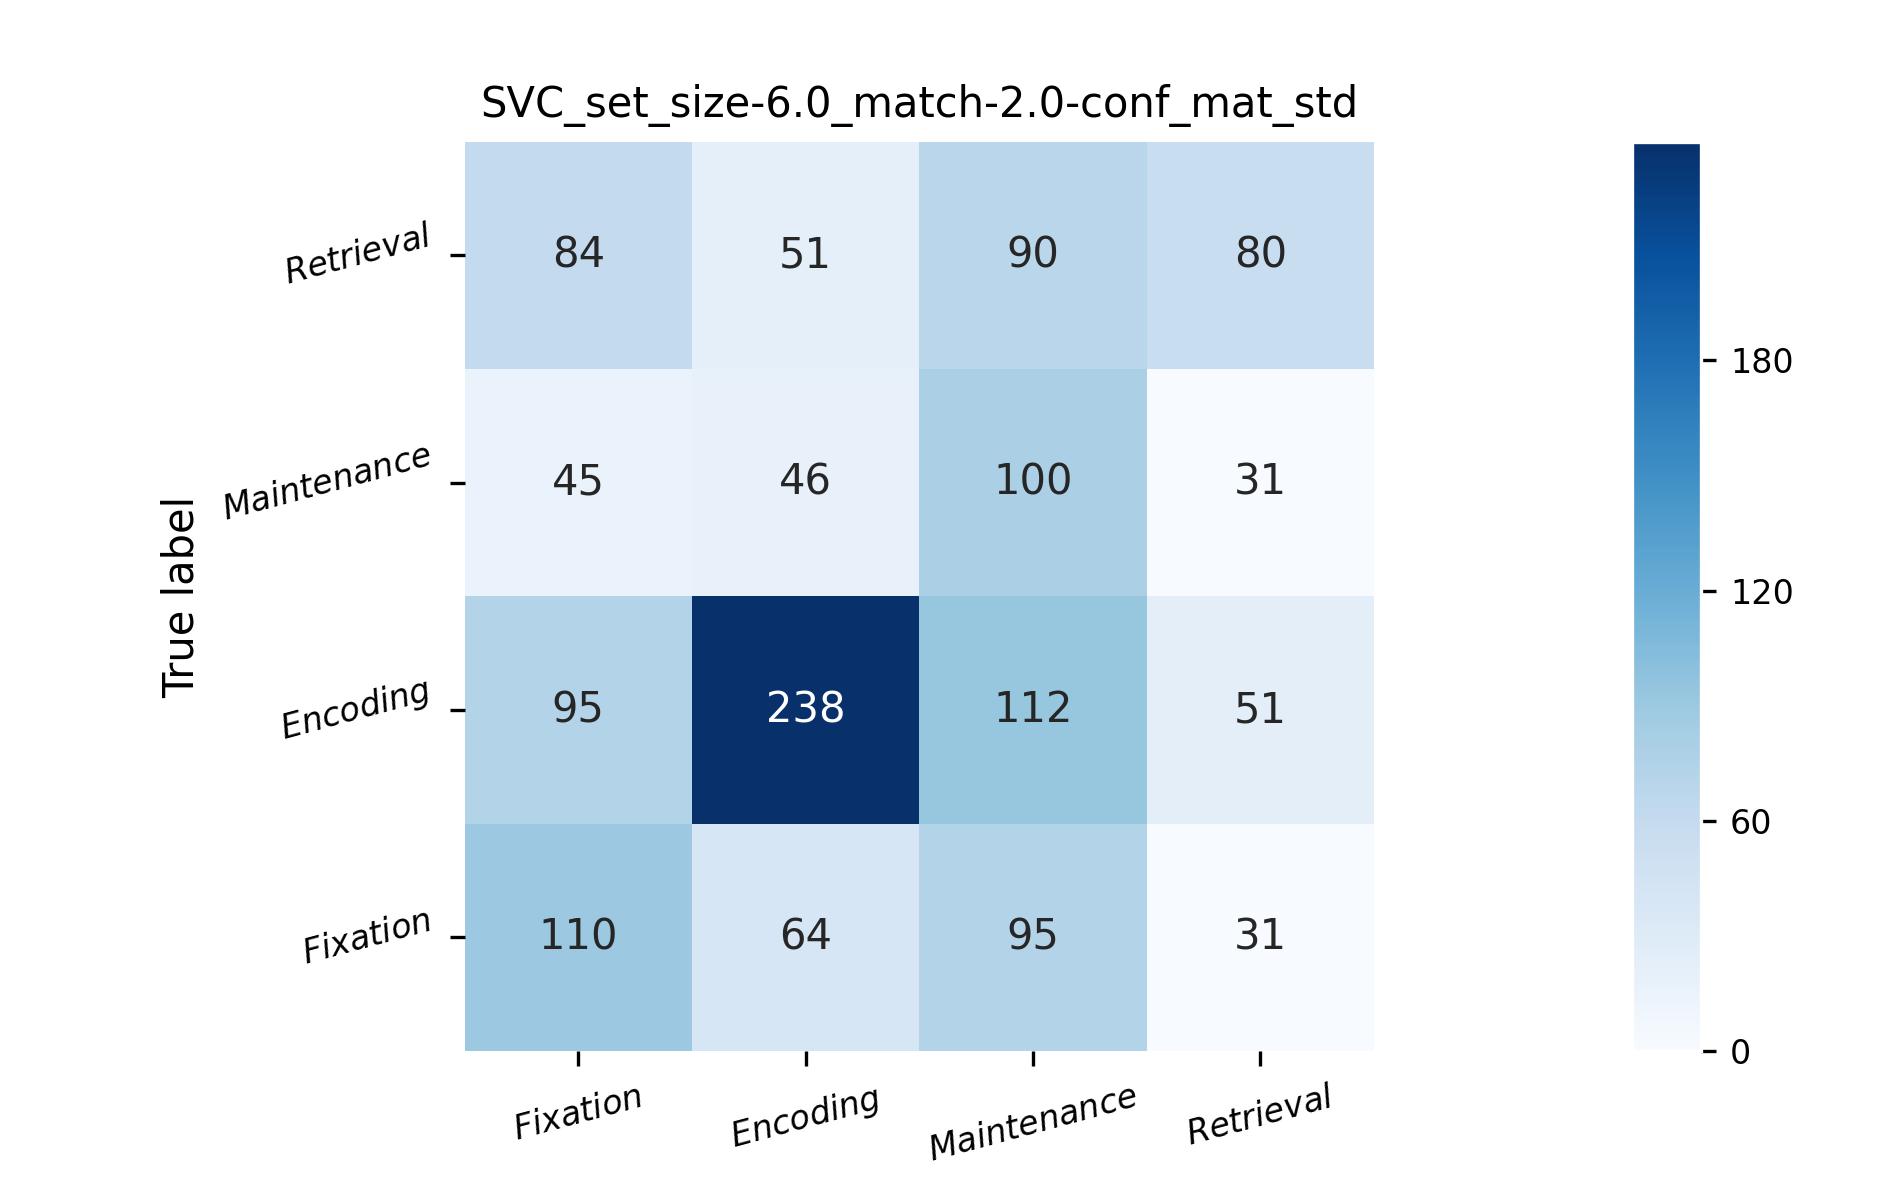 SVC_set_size-6.0_match-2.0-conf_mat_std
True label
Retrieval 84 51 90 80
Maintenance 45 46 100 31
Encoding 95 238 112 51
Fixation 110 64 95 31
Fixation Encoding Maintenance Retrieval
180
120
60
0